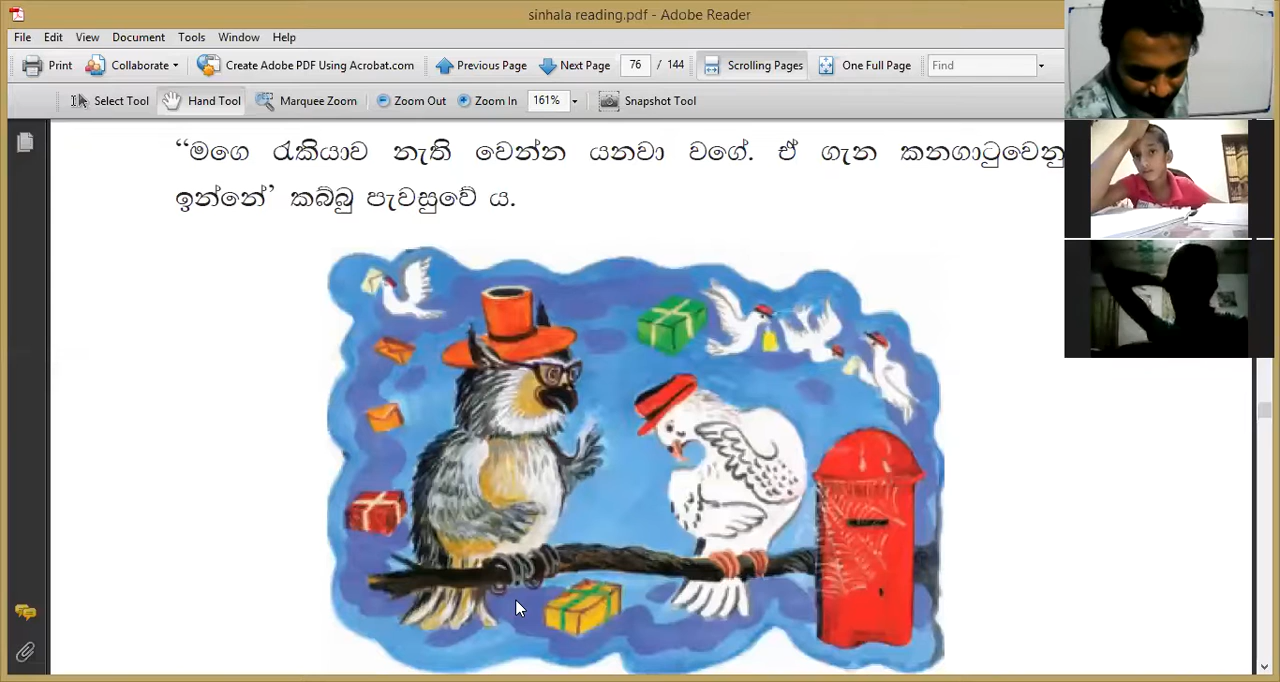 sinhala reading.pdf - Adobe Reader
File Edit View Document Tools Window Help
Print Collaborate Create Adobe PDF Using Acrobat.com Previous Page Next Page 76 / 144 Scrolling Pages One Full Page Find
Select Tool Hand Tool Marquee Zoom Zoom Out Zoom In 161% Snapshot Tool
“මගෙ රැකියාව නැති වෙන්න යනවා වගේ. ඒ ගැන කනගාටුවෙනු
ඉන්නේ’ කබ්බු පැවසුවේ ය.